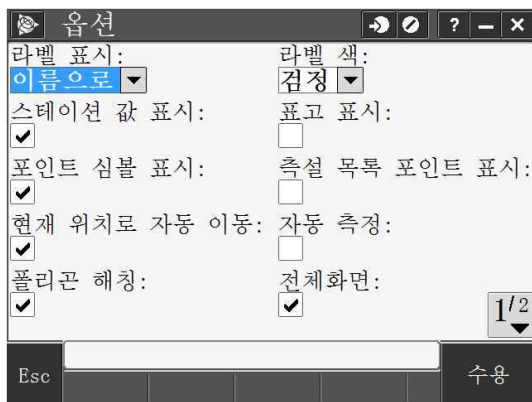 옵션 ?
라벨 표시: 라벨 색:
이름으로 검정
스테이션 값 표시: 표고 표시:
포인트 심볼 표시: 측설 목록 포인트 표시:
현재 위치로 자동 이동: 자동 측정:
폴리곤 해칭: 전체화면:
1/2
Esc 수용